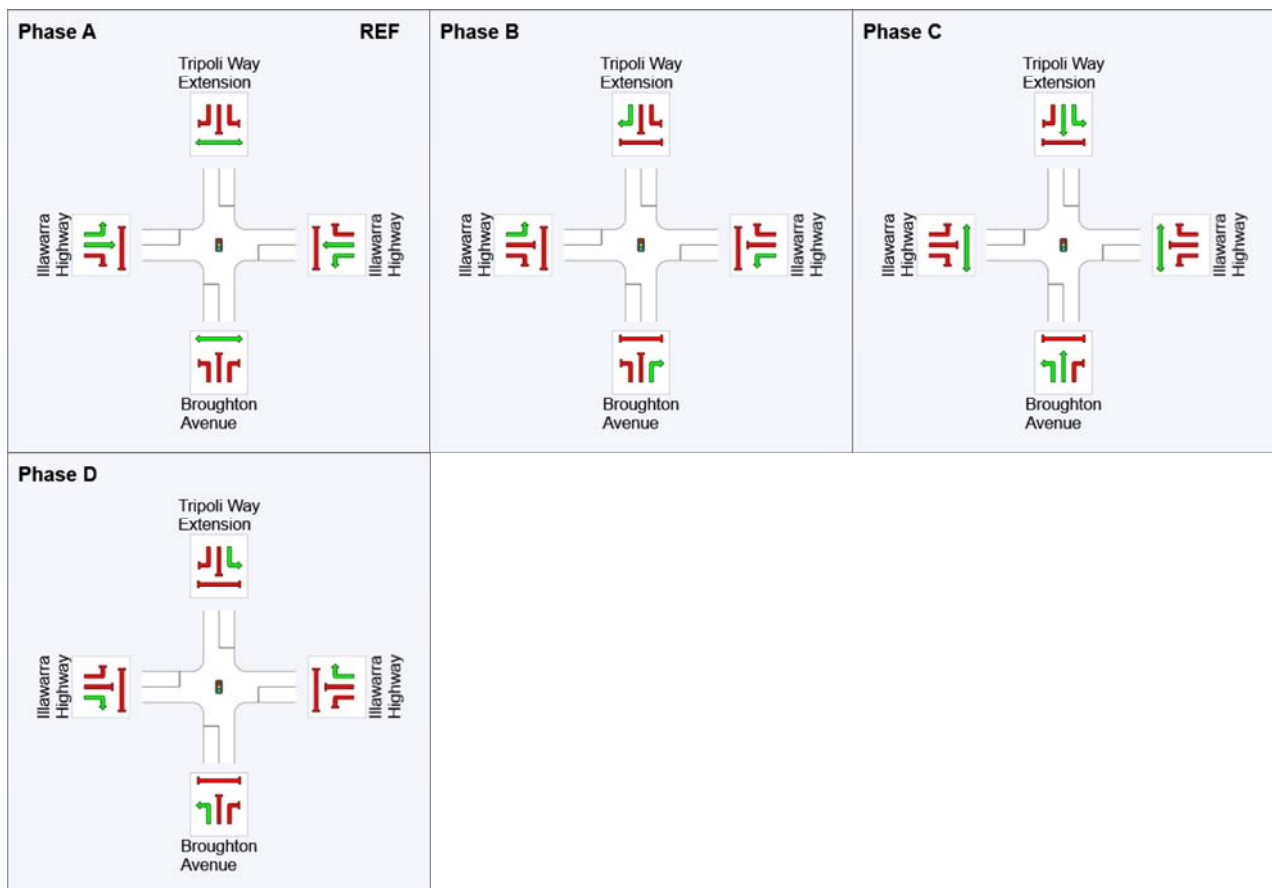 Phase A REF
Tripoli Way
Extension
Illawarra
Highway
Illawarra
Highway
Broughton
Avenue
Phase B
Tripoli Way
Extension
Illawarra
Highway
Illawarra
Highway
Broughton
Avenue
Phase C
Tripoli Way
Extension
Illawarra
Highway
Illawarra
Highway
Broughton
Avenue
Phase D
Tripoli Way
Extension
Illawarra
Highway
Illawarra
Highway
Broughton
Avenue